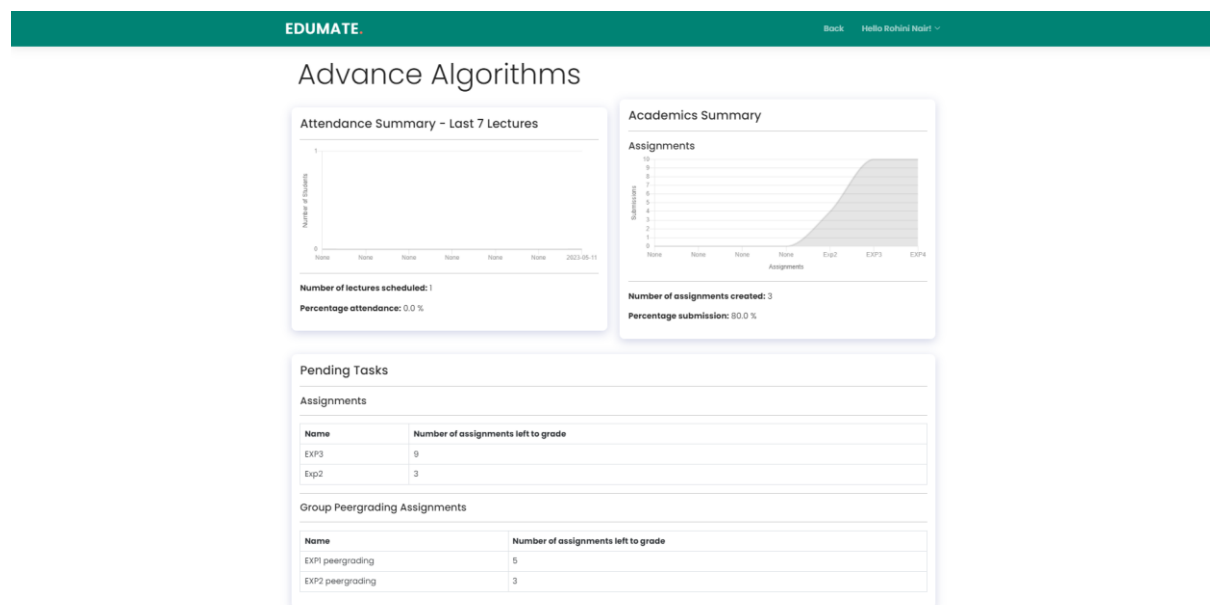 EDUMATE.
Back Hello Rohini Nair!
Advance Algorithms
Attendance Summary - Last 7 Lectures
1
Number of Students
0
None None None None None None 2023-05-11
Number of lectures scheduled: 1
Percentage attendance: 0.0 %
Academics Summary
Assignments
10
9
8
7
6
5
4
3
2
1
0
Submissions
None None None None Exp2 EXP3 EXP4
Assignments
Number of assignments created: 3
Percentage submission: 80.0 %
Pending Tasks
Assignments
Name Number of assignments left to grade
EXP3 9
Exp2 3
Group Peergrading Assignments
Name Number of assignments left to grade
EXP1 peergrading 5
EXP2 peergrading 3